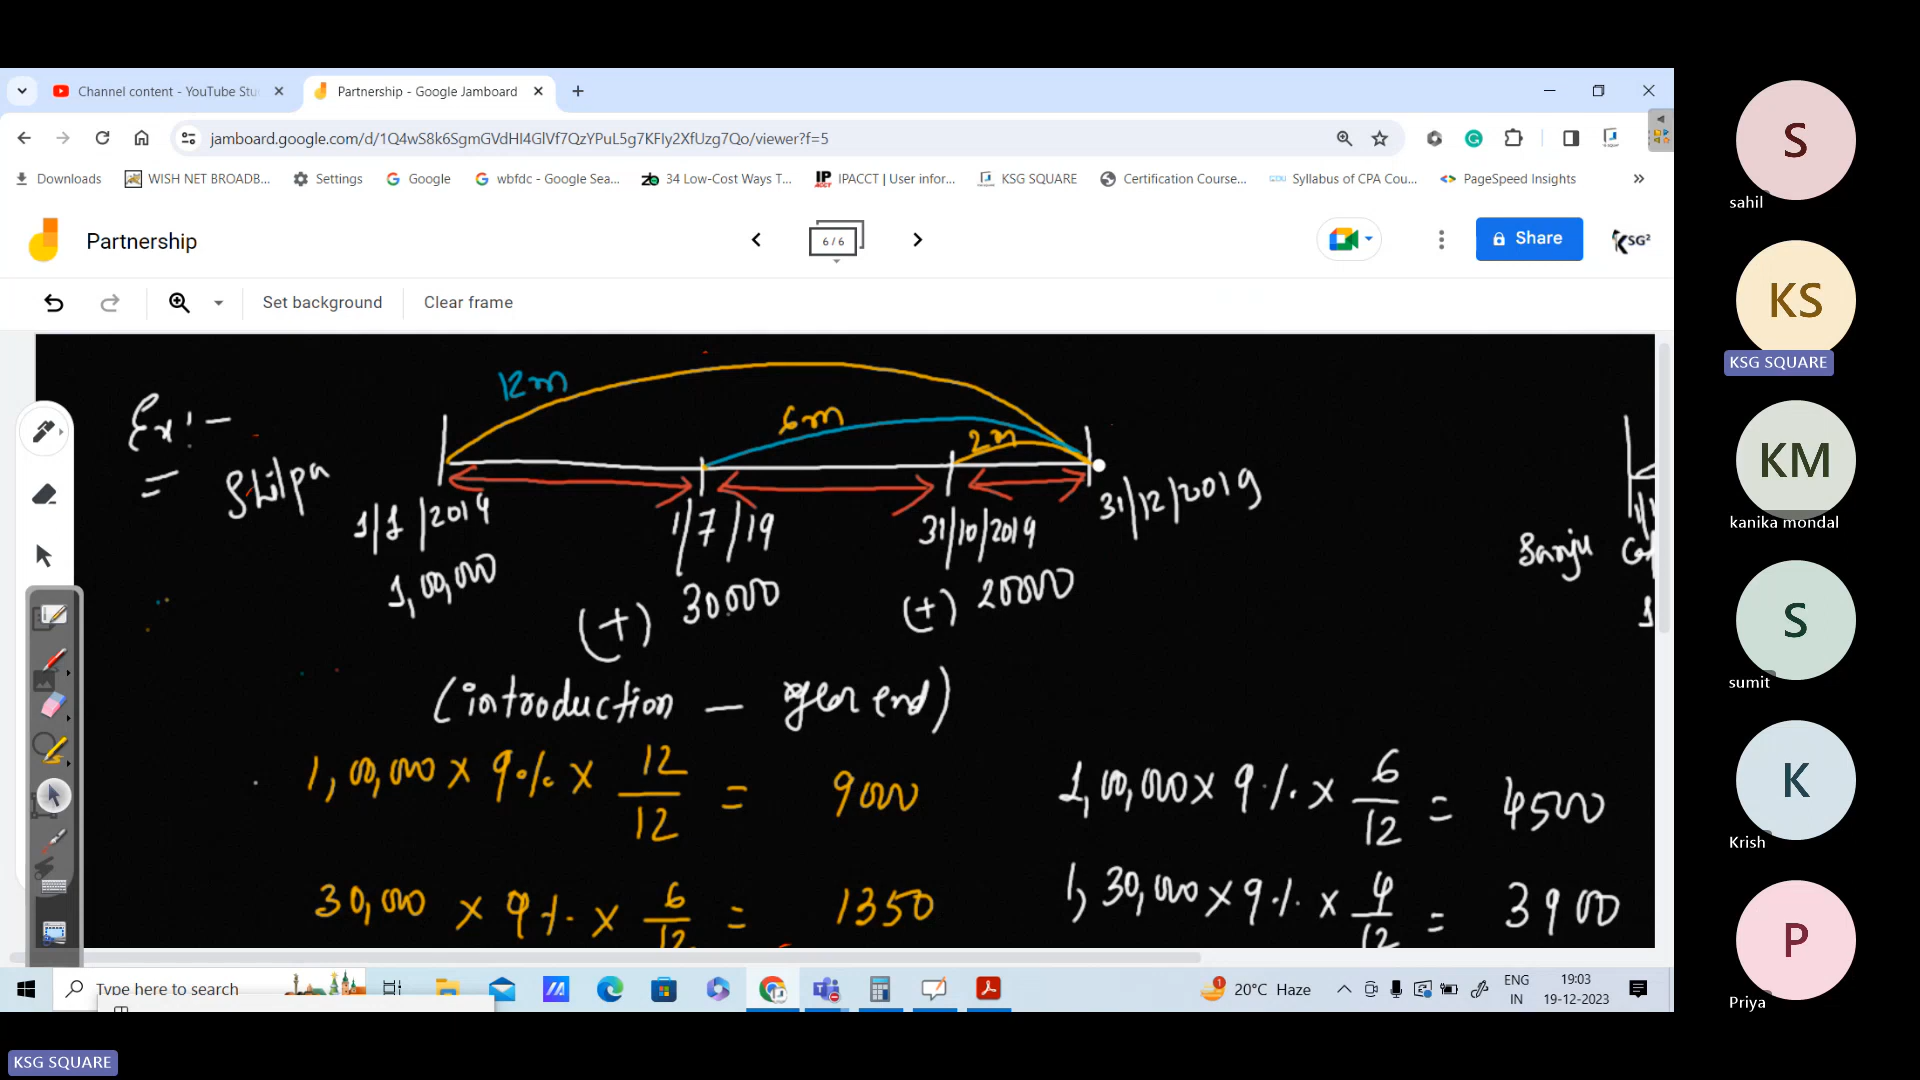 Channel content - YouTube Stu
Partnership - Google Jamboard
jamboard.google.com/d/1Q4wS8k6SgmGVdHI4GlVf7QzYPuL5g7KFIy2XfUzg7Qo/viewer?f=5
Downloads
WISH NET BROADB...
Settings
Google
wbfdc - Google Sea...
34 Low-Cost Ways T...
IPACCT | User infor...
KSG SQUARE
Certification Course...
Syllabus of CPA Cou...
PageSpeed Insights
Partnership
6 / 6
Share
KSG²
Set background
Clear frame
12m
6m
2m
Ex:-
Shilpa
1/1/2019
1/7/19
31/10/2019
31/12/2019
1,00,000
(+) 30000
(+) 20000
Sanju
(introduction — year end)
1,00,000 x 9% x 12/12 = 9000
1,00,000 x 9% x 6/12 = 4500
30,000 x 9% x 6/12 = 1350
1,30,000 x 9% x 4/12 = 3900
Type here to search
20°C Haze
ENG
IN
19:03
19-12-2023
S
sahil
KS
KSG SQUARE
KM
kanika mondal
S
sumit
K
Krish
P
Priya
KSG SQUARE